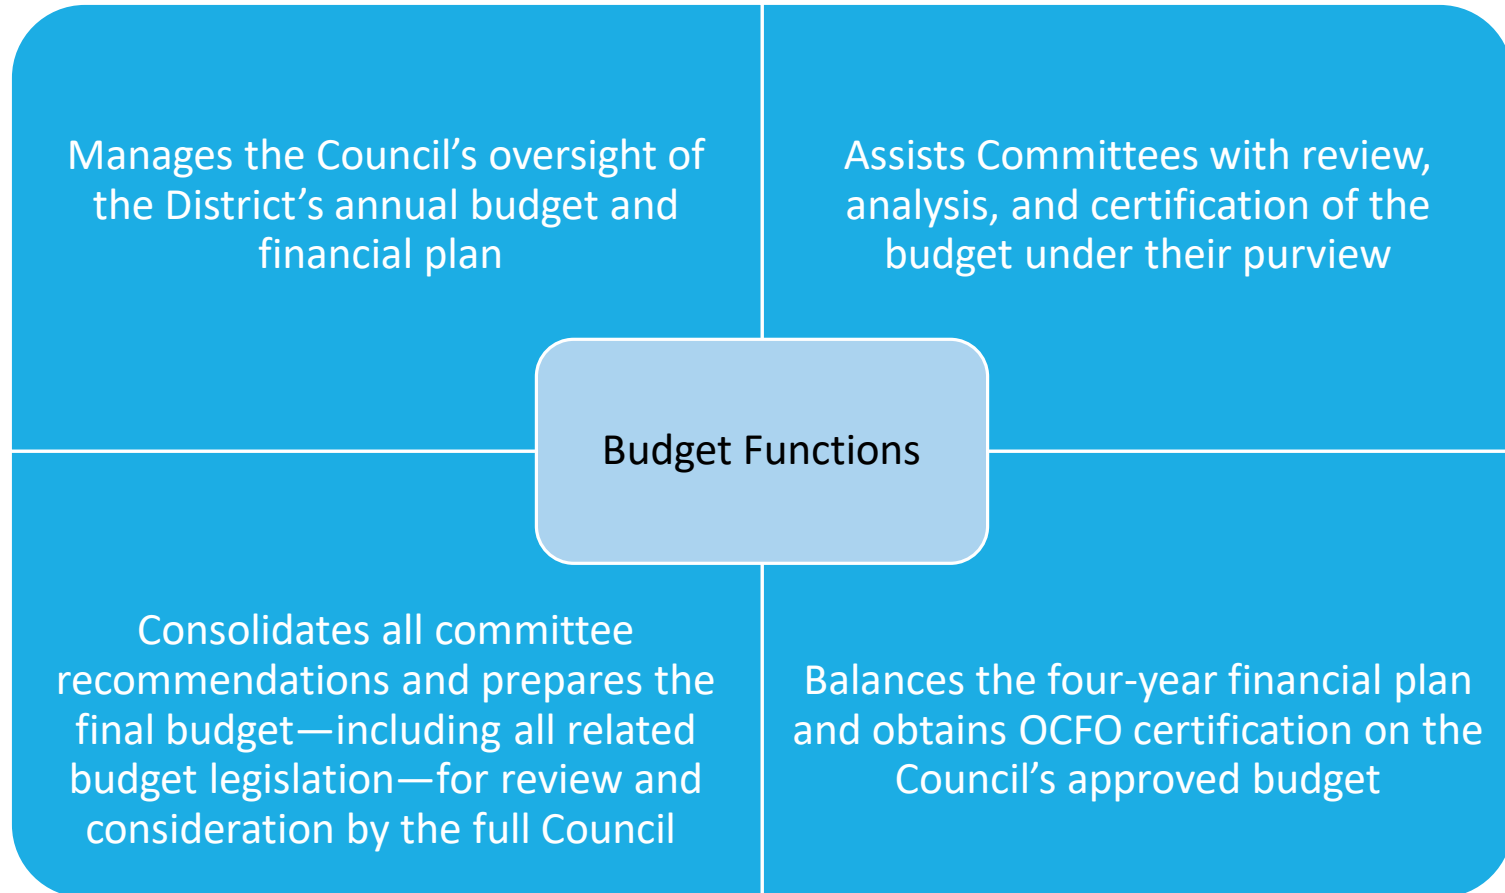 Manages the Council’s oversight of
the District’s annual budget and
financial plan
Assists Committees with review,
analysis, and certification of the
budget under their purview
Budget Functions
Consolidates all committee
recommendations and prepares the
final budget—including all related
budget legislation—for review and
consideration by the full Council
Balances the four-year financial plan
and obtains OCFO certification on the
Council’s approved budget